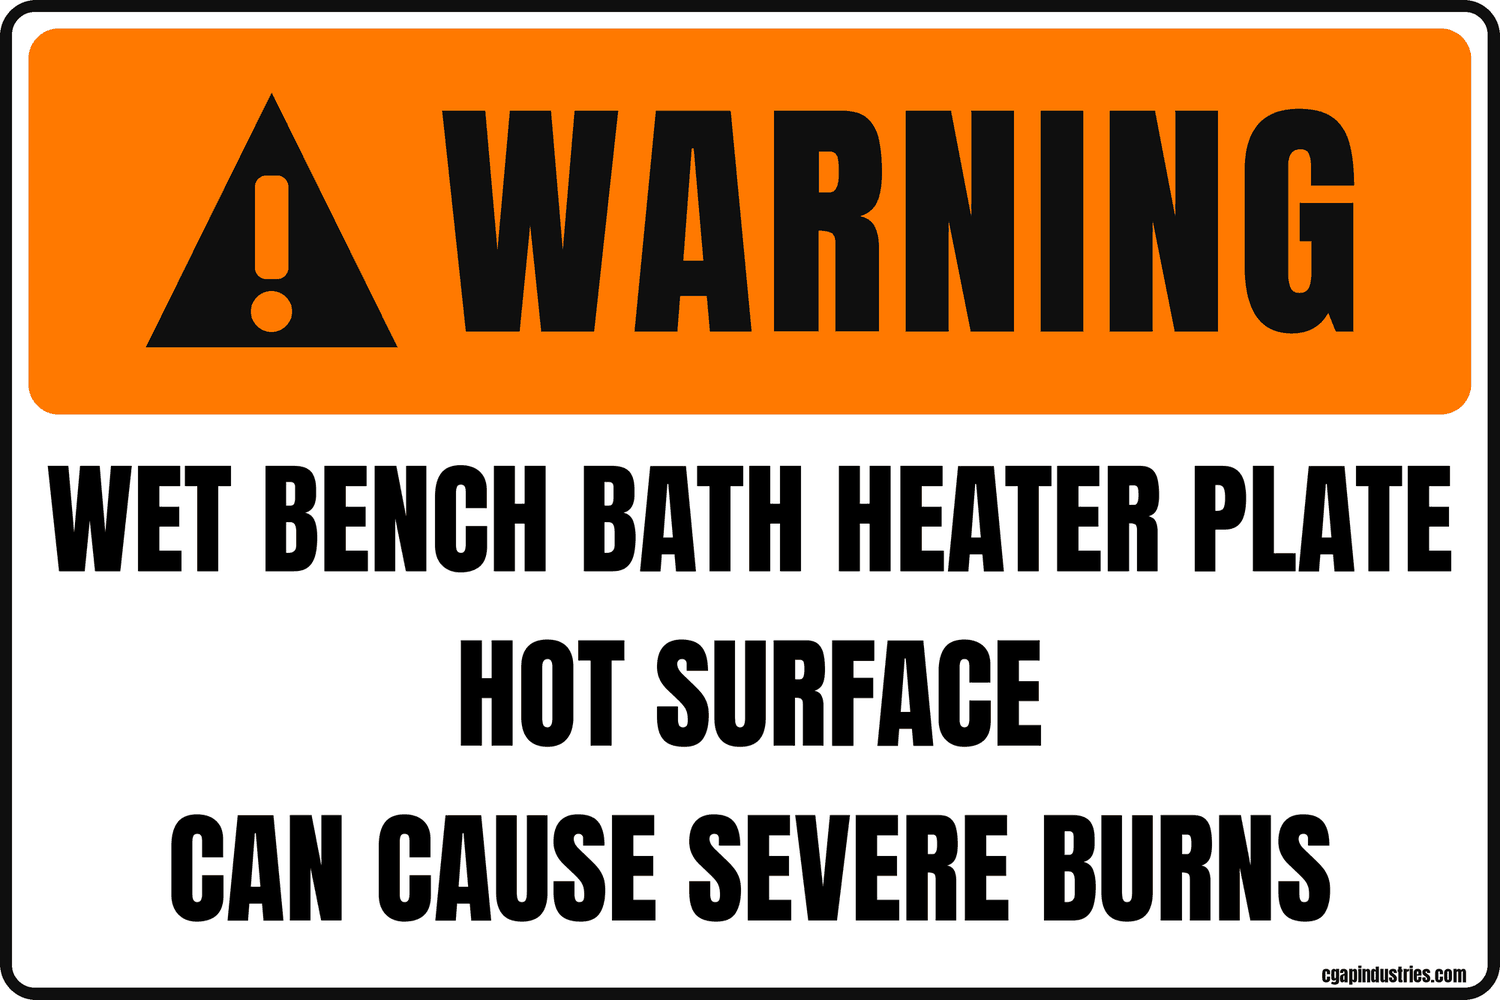 WARNING
WET BENCH BATH HEATER PLATE
HOT SURFACE
CAN CAUSE SEVERE BURNS
cgapindustries.com